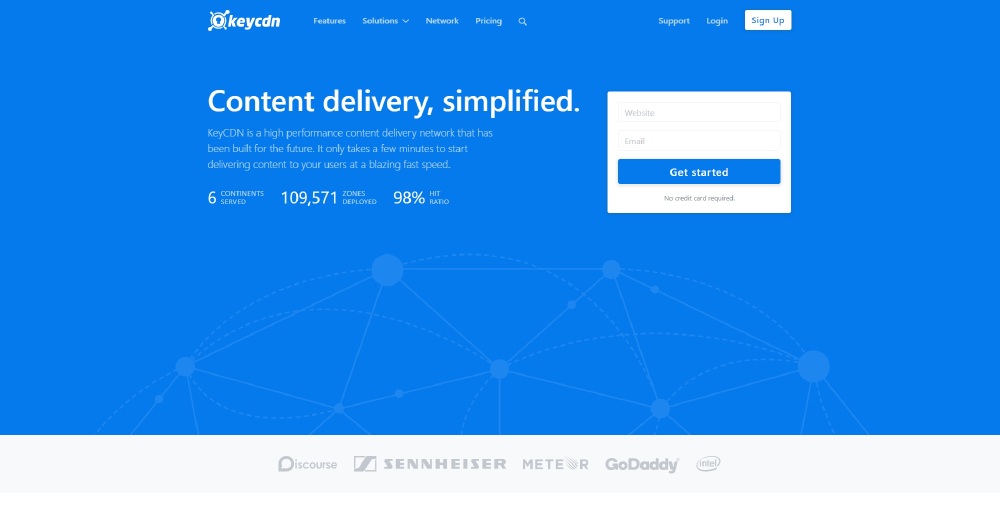 keycdn Features Solutions Network Pricing Support Login Sign Up
Content delivery, simplified.
KeyCDN is a high performance content delivery network that has
been built for the future. It only takes a few minutes to start
delivering content to your users at a blazing fast speed.
6 CONTINENTS SERVED
109,571 ZONES DEPLOYED
98% HIT RATIO
Website
Email
Get started
No credit card required.
Discourse SENNHEISER METEOR GoDaddy intel